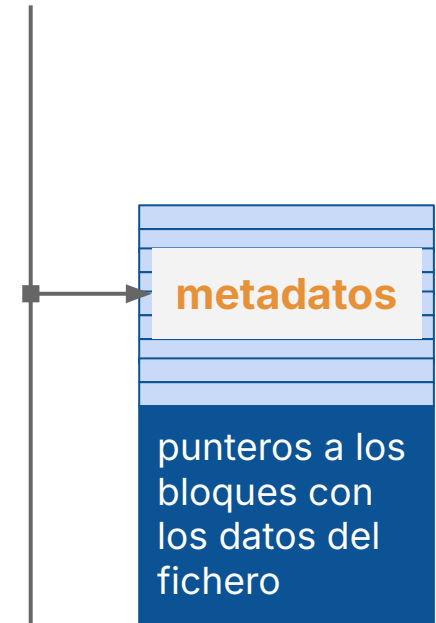 metadatos
punteros a los
bloques con
los datos del
fichero